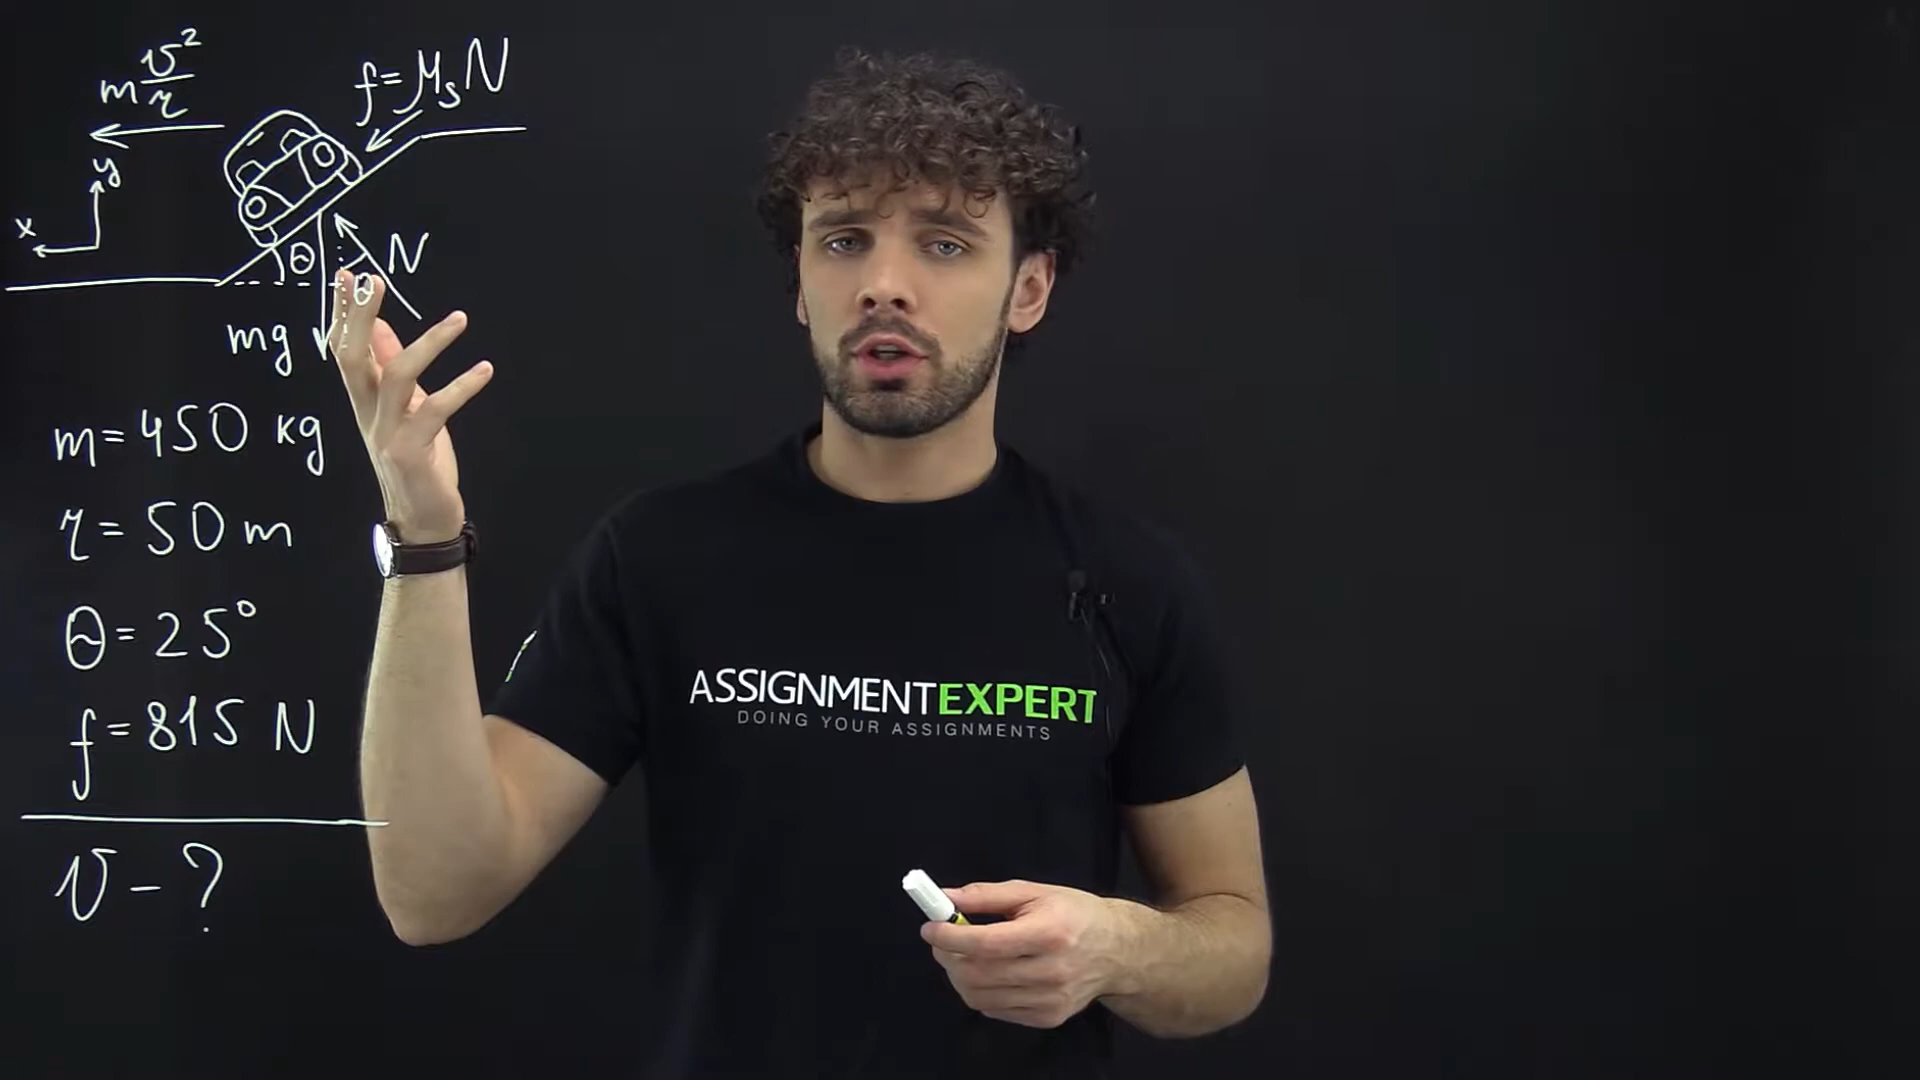 m v²/r
f = μₛN
y
x
θ
N
θ
mg
m = 450 kg
r = 50 m
θ = 25°
f = 815 N
v - ?
ASSIGNMENTEXPERT
DOING YOUR ASSIGNMENTS